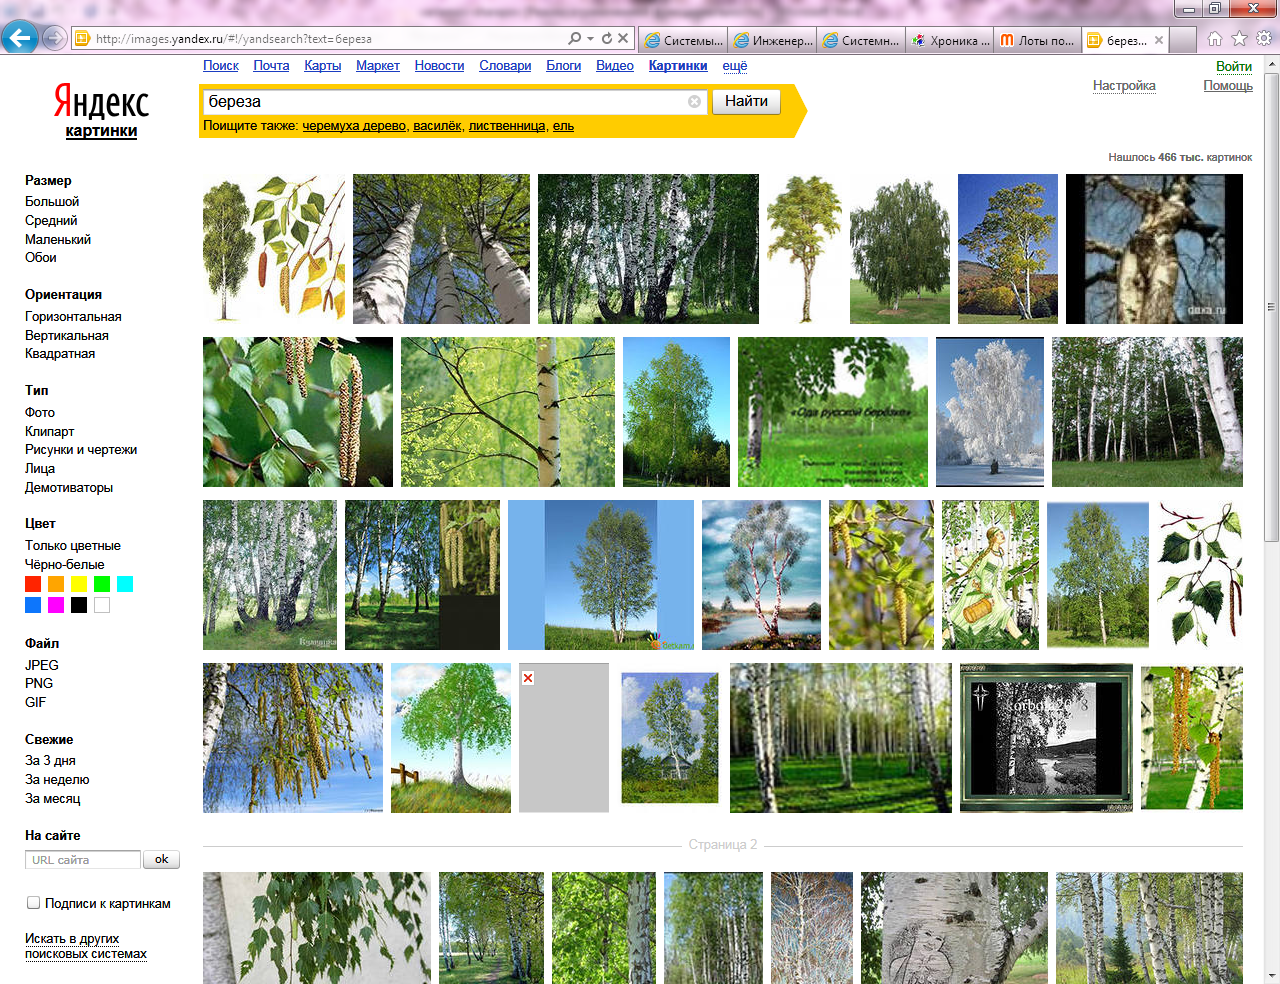 http://images.yandex.ru/#!/yandsearch?text=береза
Системы...
Инженер...
Системн...
Хроника ...
Лоты по...
берез...
Поиск Почта Карты Маркет Новости Словари Блоги Видео Картинки ещё
Войти
Настройка Помощь
Яндекс
картинки
береза
Найти
Поищите также: черемуха дерево, василёк, лиственница, ель
Нашлось 466 тыс. картинок
Размер
Большой
Средний
Маленький
Обои
Ориентация
Горизонтальная
Вертикальная
Квадратная
Тип
Фото
Клипарт
Рисунки и чертежи
Лица
Демотиваторы
Цвет
Только цветные
Чёрно-белые
Файл
JPEG
PNG
GIF
Свежие
За 3 дня
За неделю
За месяц
На сайте
URL сайта
ok
Подписи к картинкам
Искать в других
поисковых системах
«Ода русской берёзке»
korbola2008
Страница 2